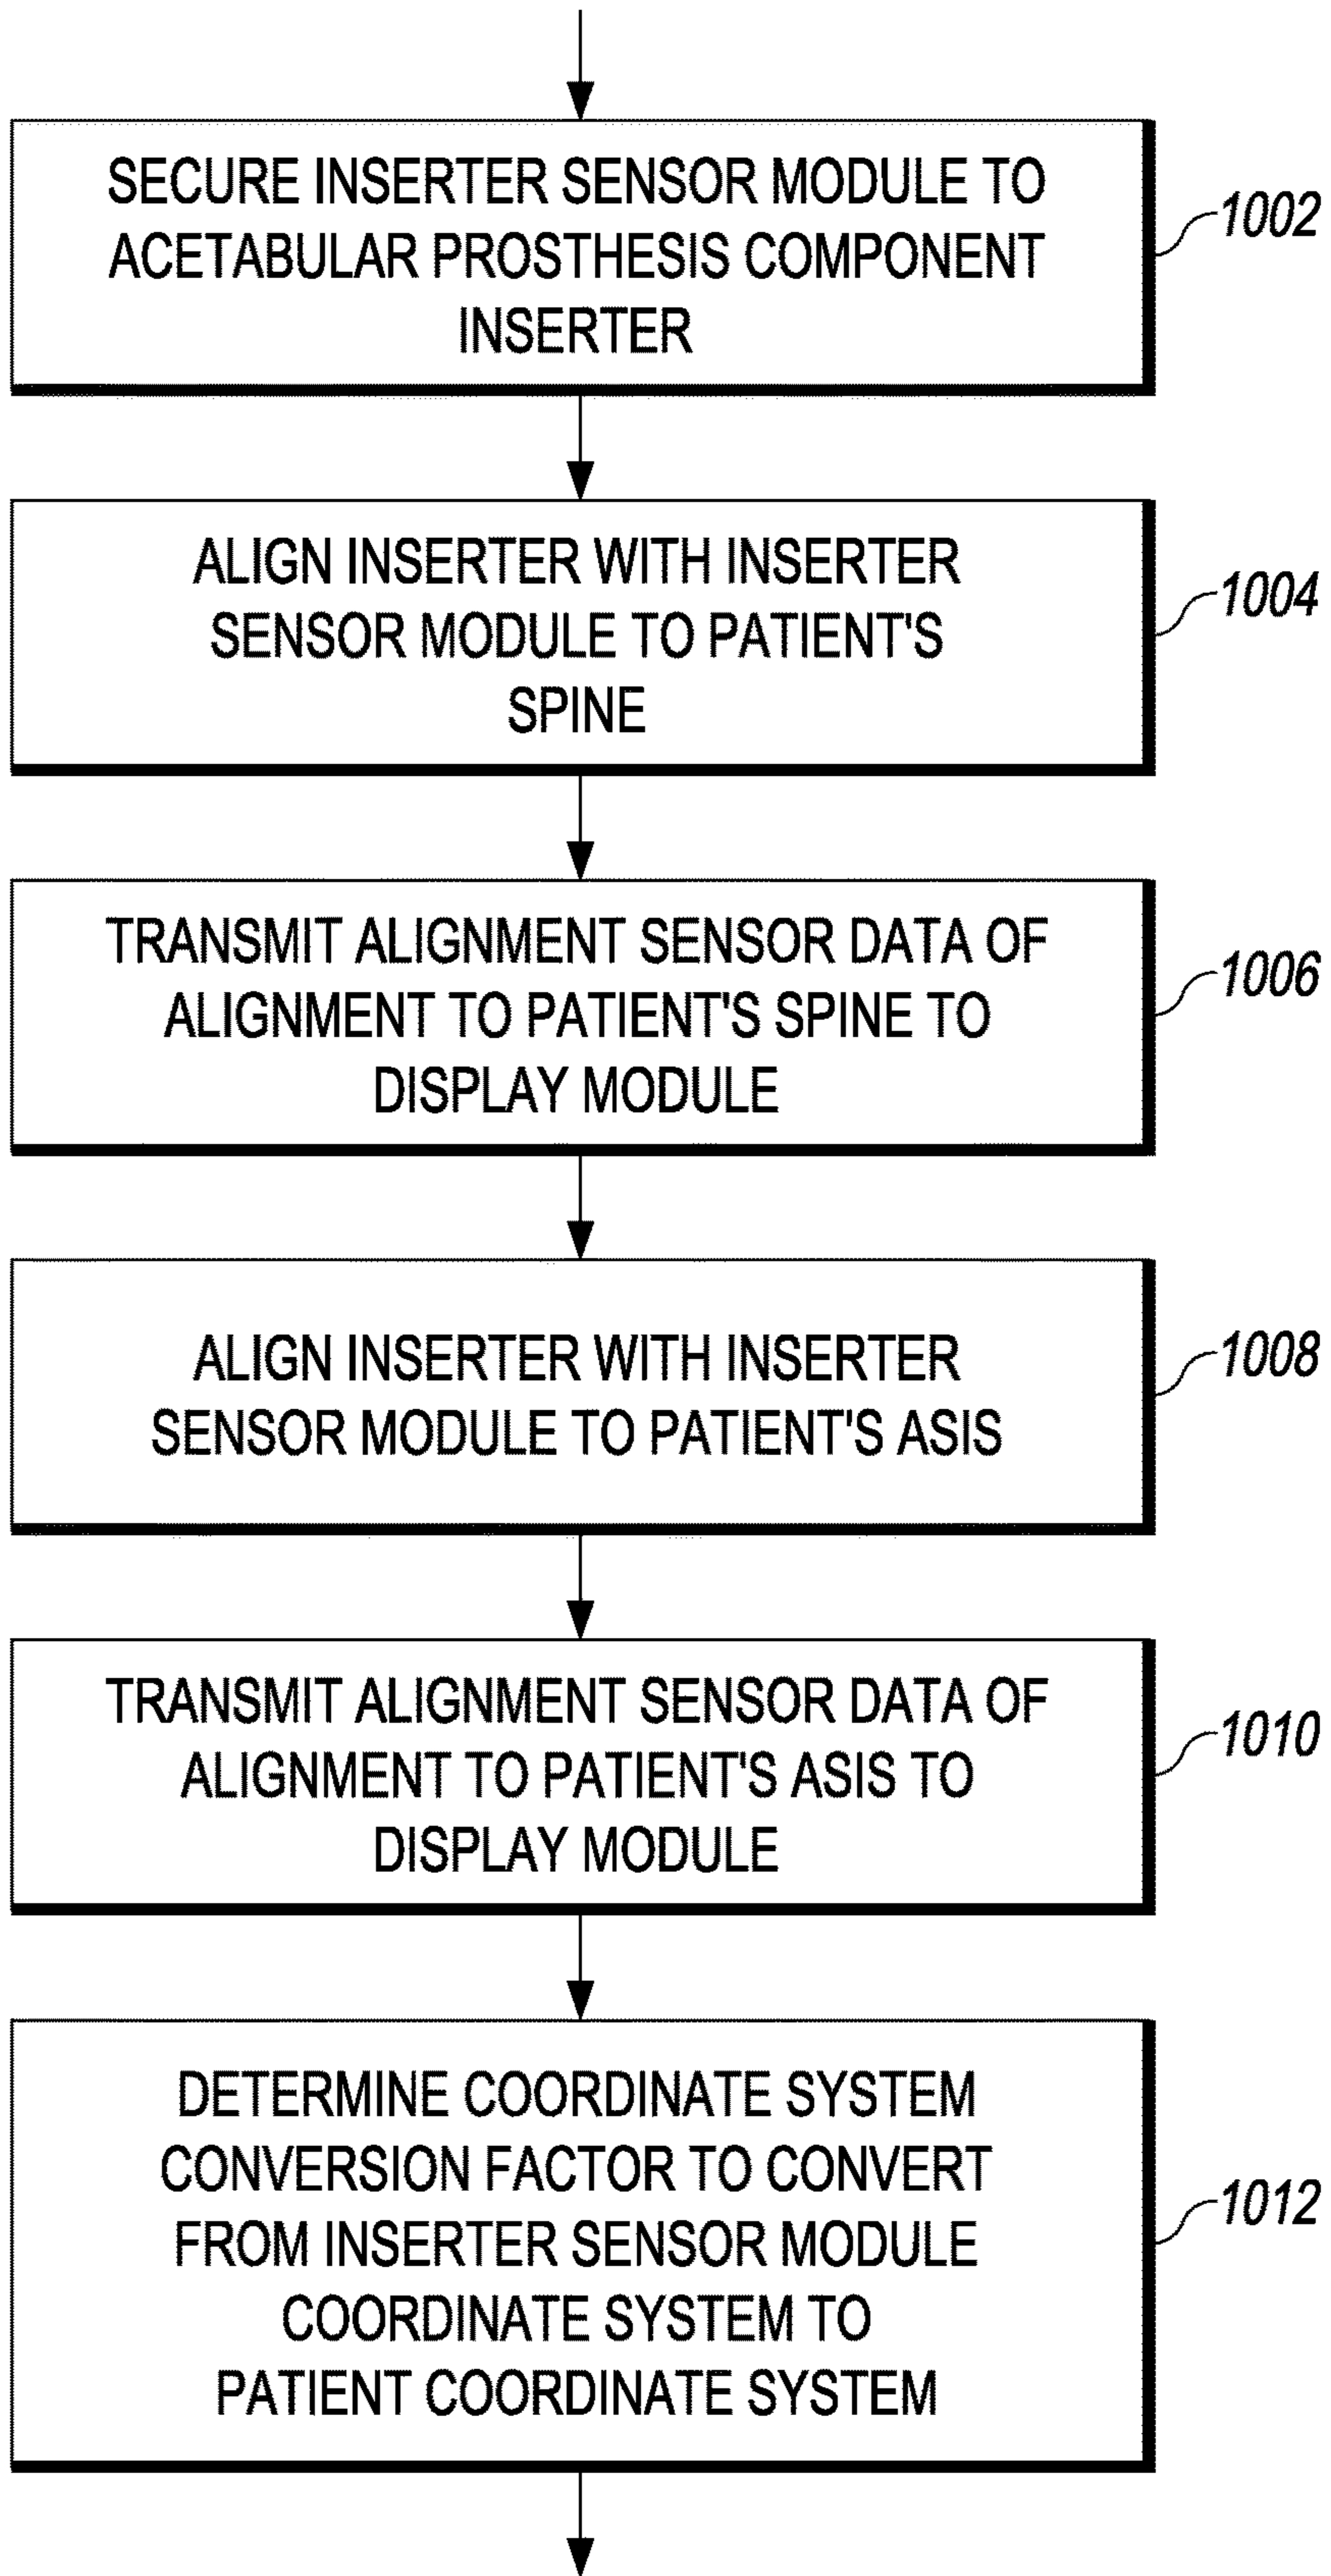 SECURE INSERTER SENSOR MODULE TO
ACETABULAR PROSTHESIS COMPONENT
INSERTER
1002
ALIGN INSERTER WITH INSERTER
SENSOR MODULE TO PATIENT'S
SPINE
1004
TRANSMIT ALIGNMENT SENSOR DATA OF
ALIGNMENT TO PATIENT'S SPINE TO
DISPLAY MODULE
1006
ALIGN INSERTER WITH INSERTER
SENSOR MODULE TO PATIENT'S ASIS
1008
TRANSMIT ALIGNMENT SENSOR DATA OF
ALIGNMENT TO PATIENT'S ASIS TO
DISPLAY MODULE
1010
DETERMINE COORDINATE SYSTEM
CONVERSION FACTOR TO CONVERT
FROM INSERTER SENSOR MODULE
COORDINATE SYSTEM TO
PATIENT COORDINATE SYSTEM
1012